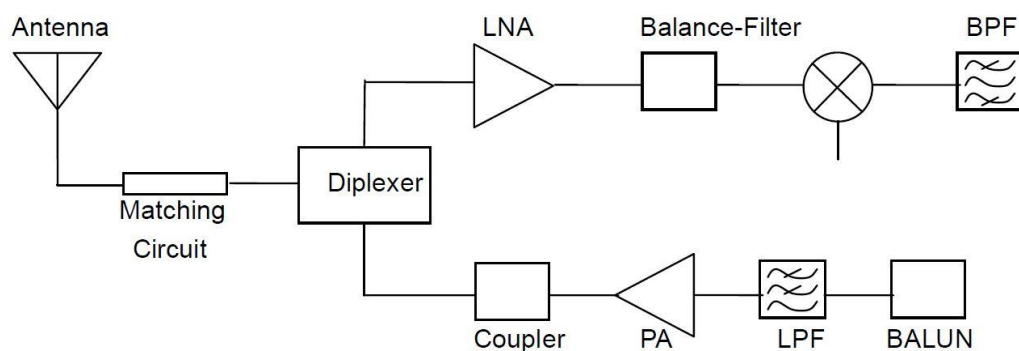 Antenna
LNA
Balance-Filter
BPF
Diplexer
Matching
Circuit
Coupler
PA
LPF
BALUN